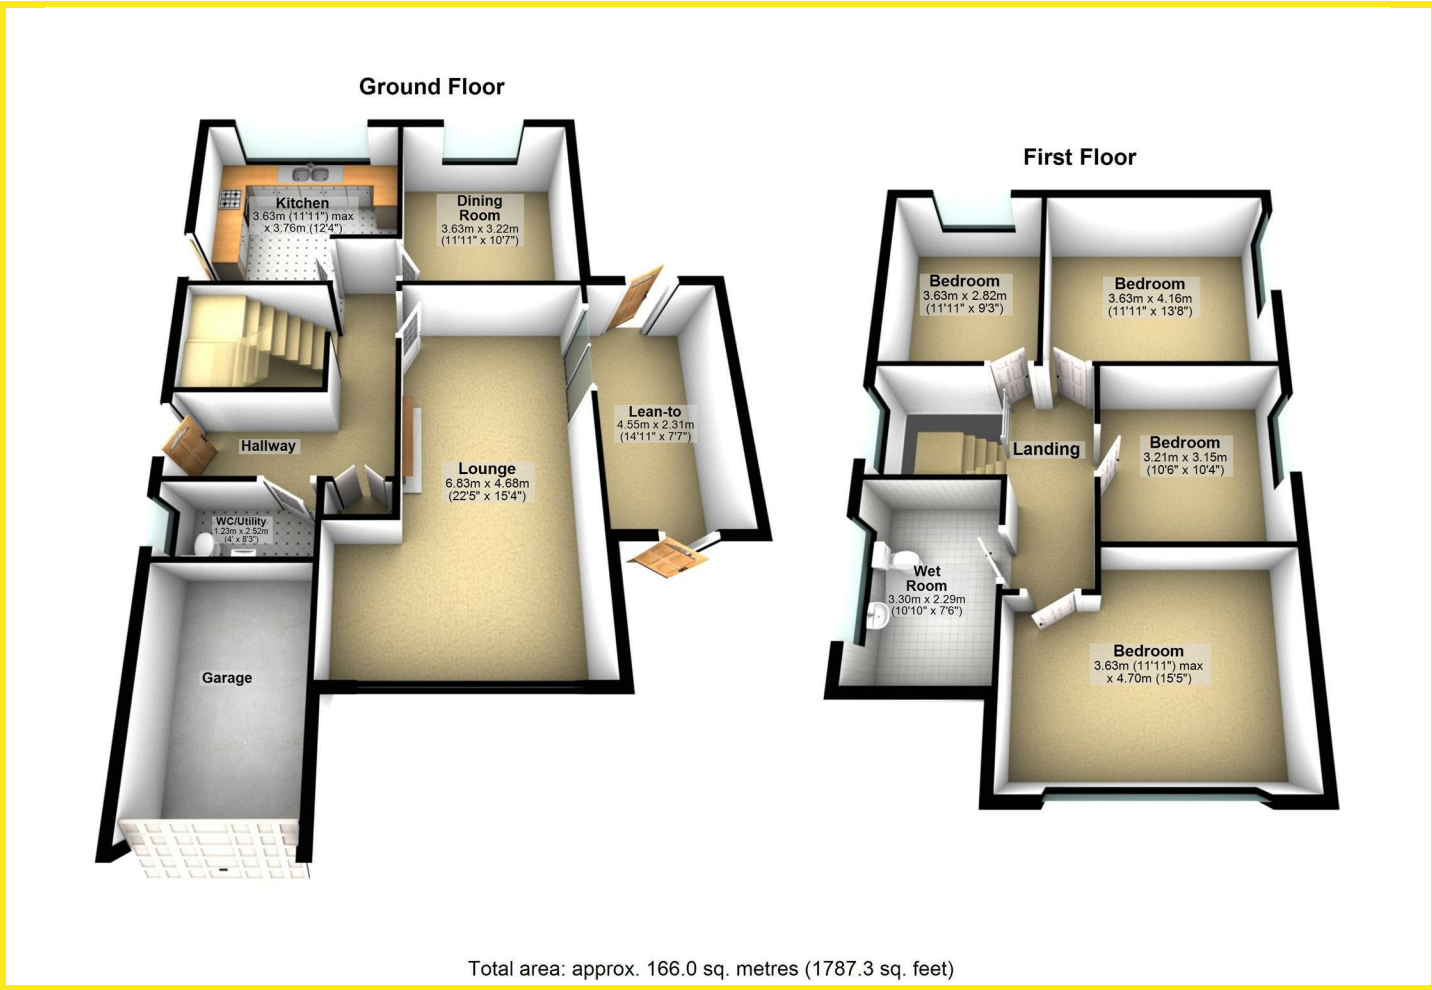 Ground Floor
Kitchen
3.63m (11'11") max
x 3.76m (12'4")
Dining
Room
3.63m x 3.22m
(11'11" x 10'7")
Lean-to
4.55m x 2.31m
(14'11" x 7'7")
Hallway
Lounge
6.83m x 4.68m
(22'5" x 15'4")
WC/Utility
1.23m x 2.52m
(4' x 8'3")
Garage
First Floor
Bedroom
3.63m x 2.82m
(11'11" x 9'3")
Bedroom
3.63m x 4.16m
(11'11" x 13'8")
Landing
Bedroom
3.21m x 3.15m
(10'6" x 10'4")
Wet
Room
3.30m x 2.29m
(10'10" x 7'6")
Bedroom
3.63m (11'11") max
x 4.70m (15'5")
Total area: approx. 166.0 sq. metres (1787.3 sq. feet)